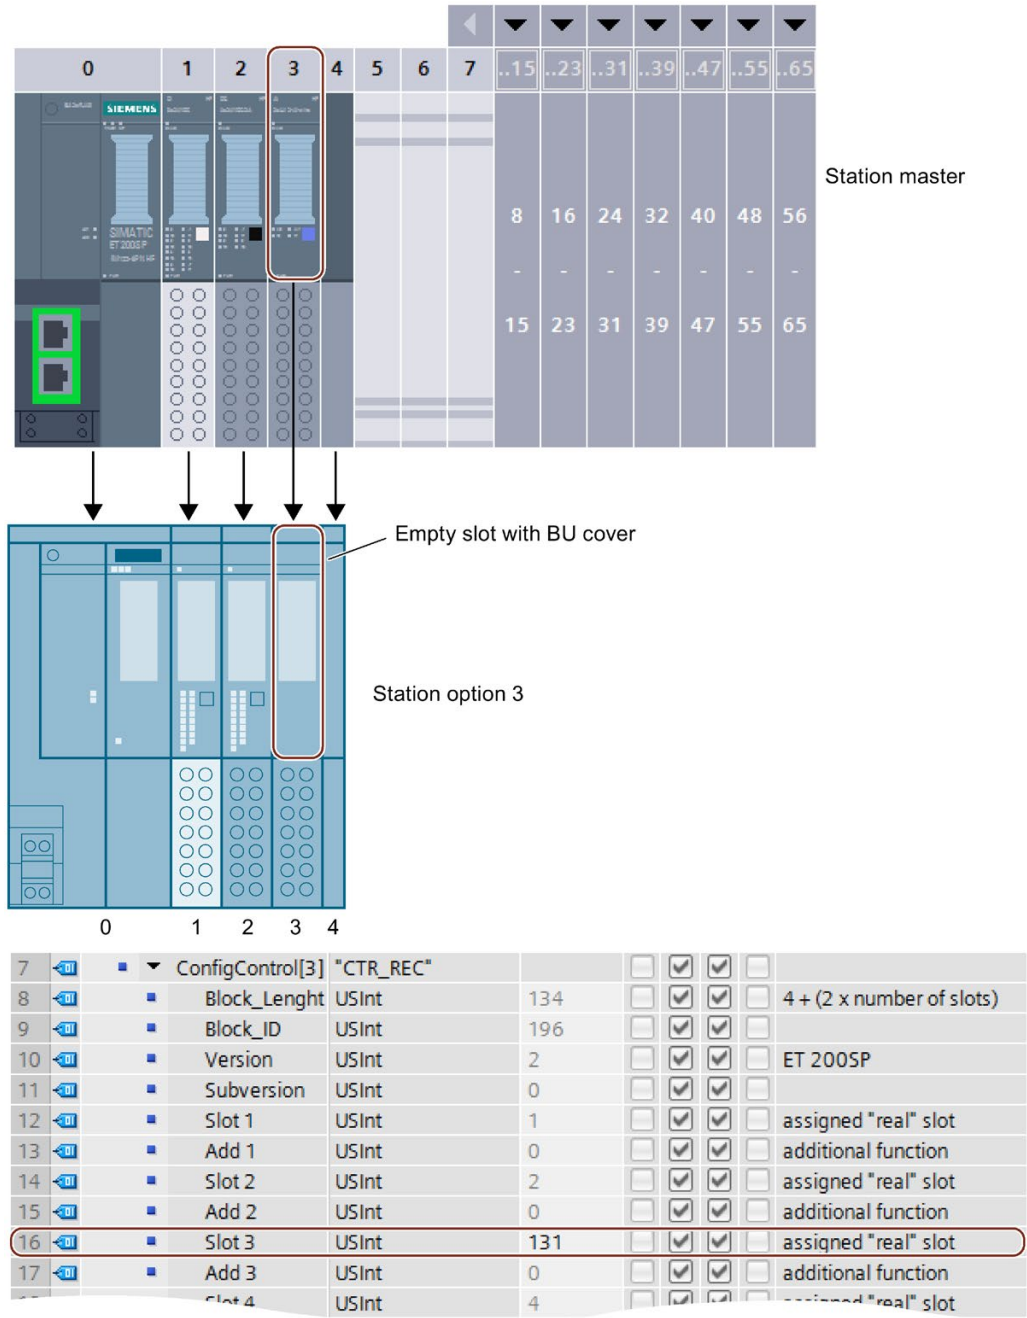 0 1 2 3 4 5 6 7 ..15 ..23 ..31 ..39 ..47 ..55 ..65
SIEMENS
Station master
8 16 24 32 40 48 56
- - - - - - -
15 23 31 39 47 55 65
SIMATIC
ET 200SP
Empty slot with BU cover
Station option 3
0 1 2 3 4
7 ConfigControl[3] "CTR_REC"
8 Block_Lenght USInt 134 4 + (2 x number of slots)
9 Block_ID USInt 196
10 Version USInt 2 ET 200SP
11 Subversion USInt 0
12 Slot 1 USInt 1 assigned "real" slot
13 Add 1 USInt 0 additional function
14 Slot 2 USInt 2 assigned "real" slot
15 Add 2 USInt 0 additional function
16 Slot 3 USInt 131 assigned "real" slot
17 Add 3 USInt 0 additional function
Slot 4 USInt 4 assigned "real" slot